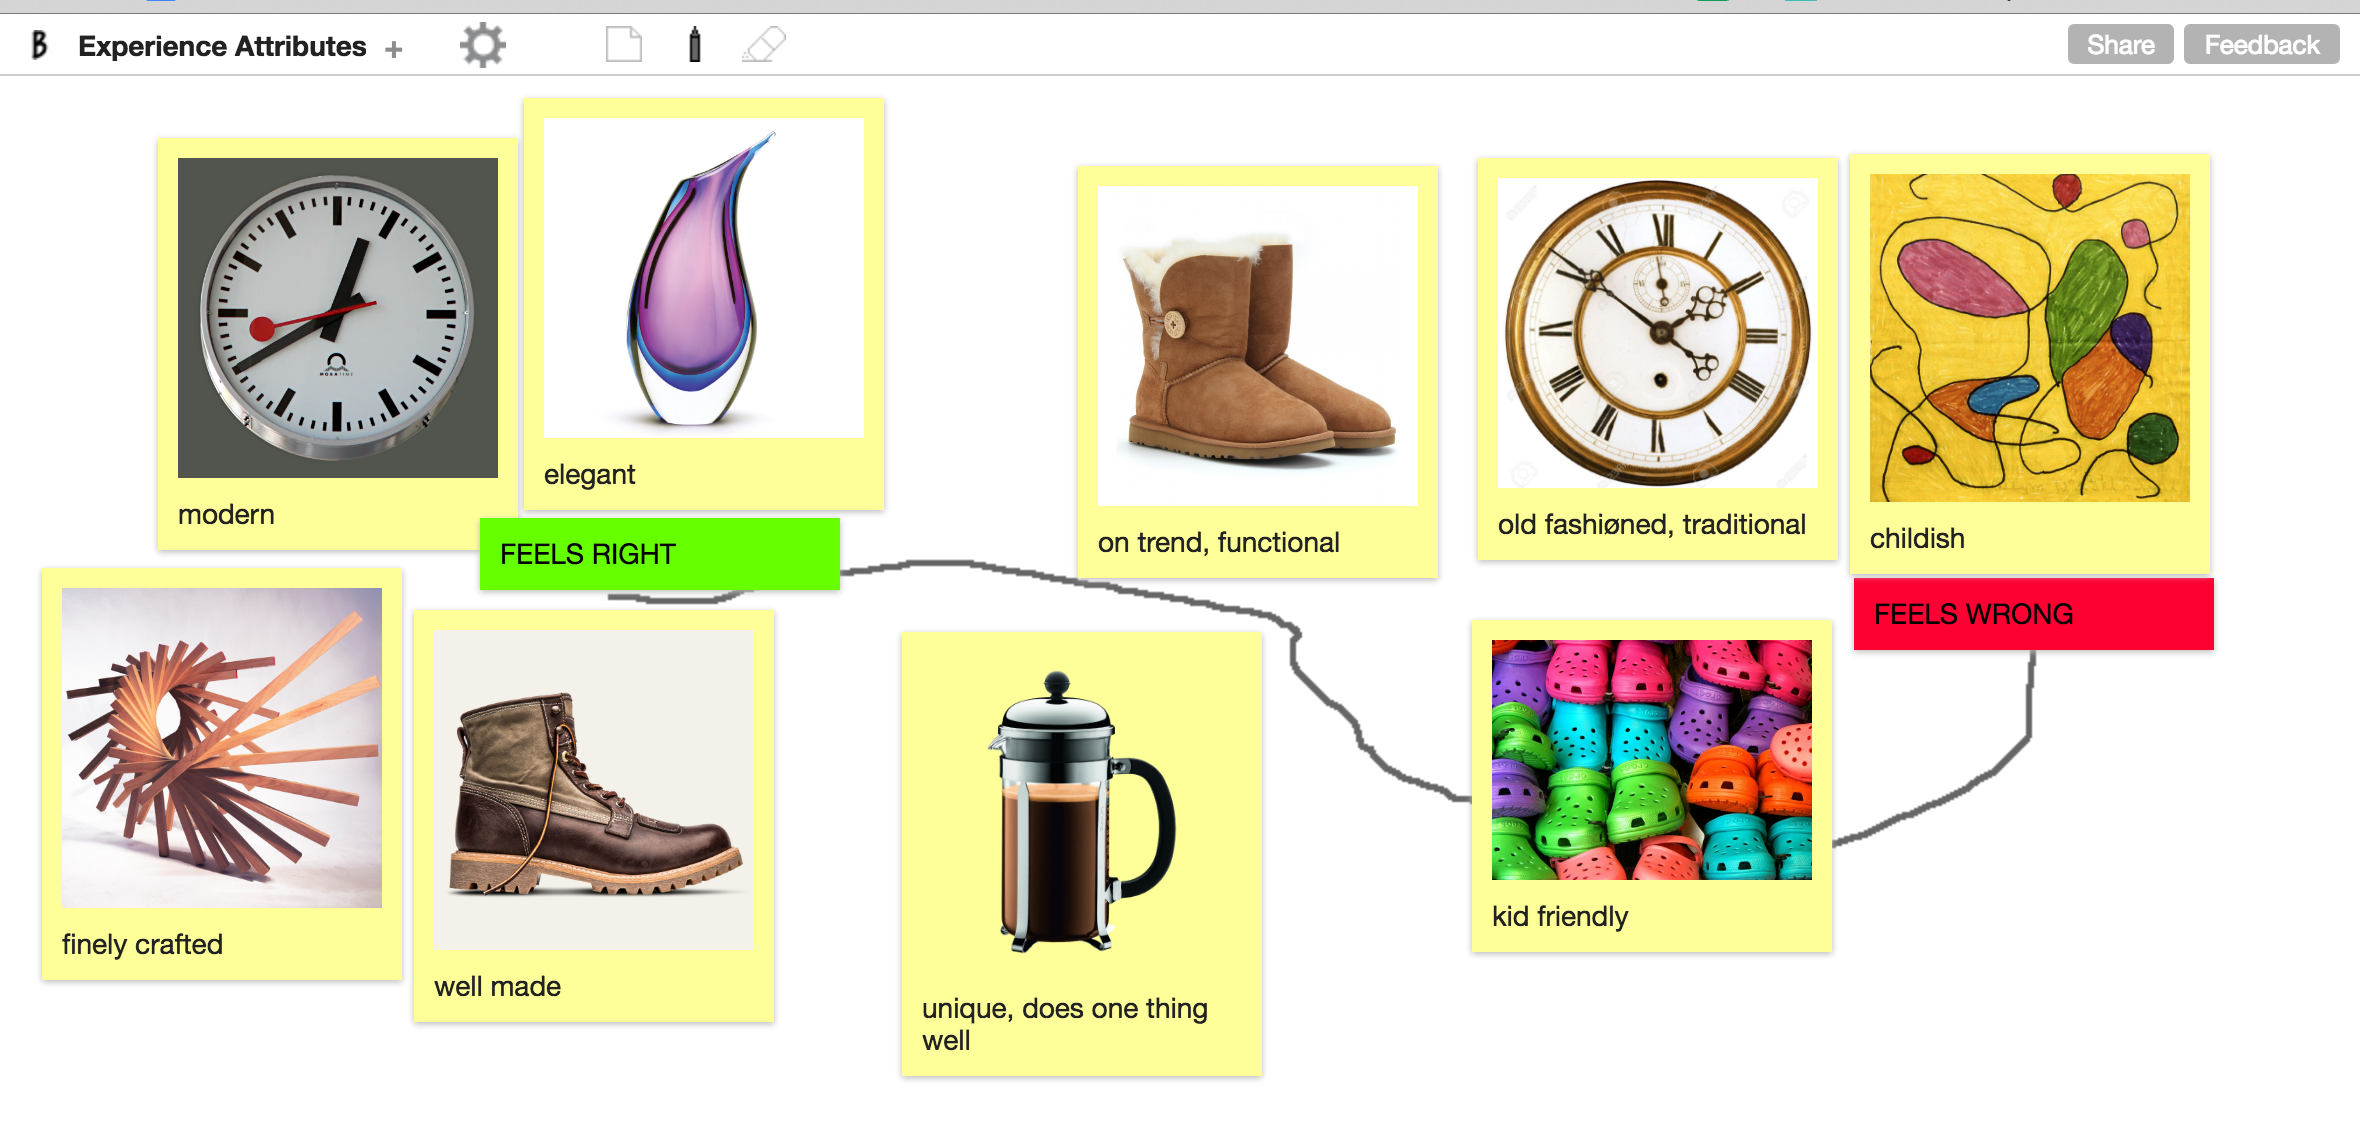 B Experience Attributes +
Share
Feedback
modern
elegant
on trend, functional
old fashiøned, traditional
childish
FEELS RIGHT
FEELS WRONG
finely crafted
well made
unique, does one thing
well
kid friendly